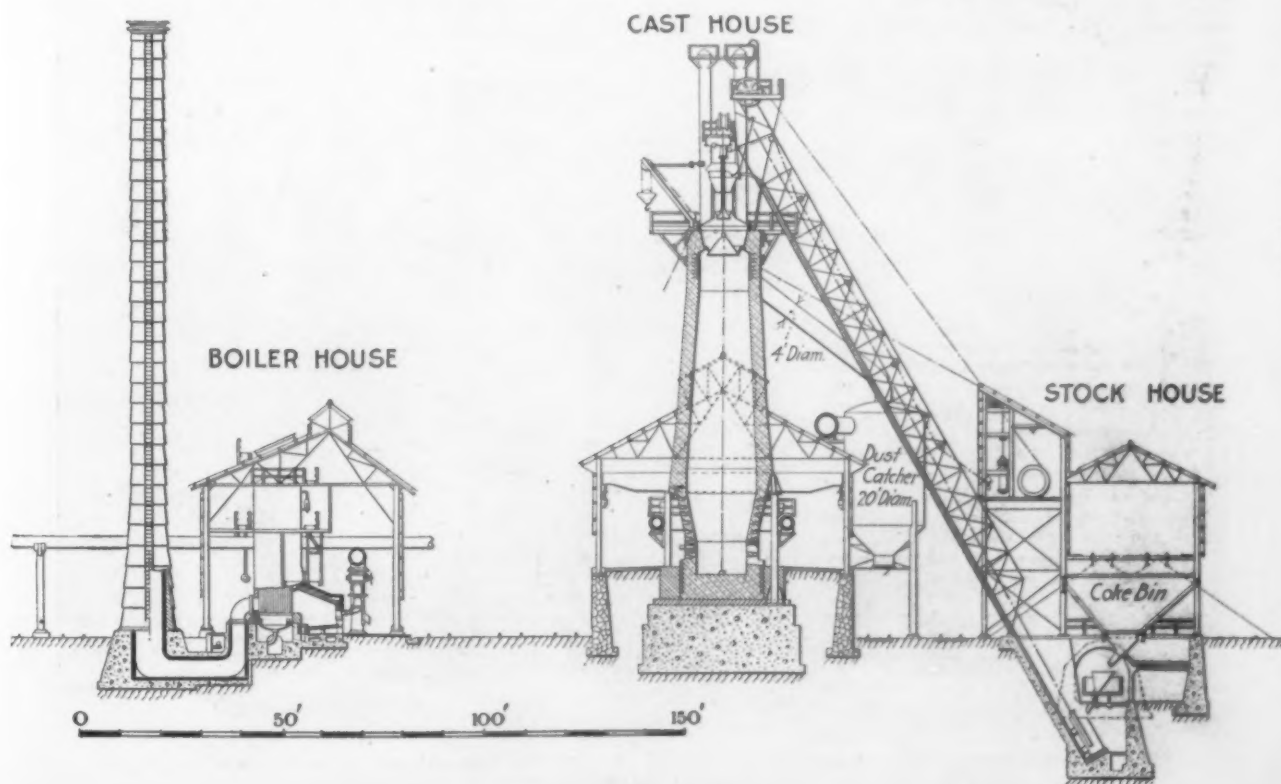 CAST HOUSE
BOILER HOUSE
4' Diam.
STOCK HOUSE
Dust
Catcher
20' Diam.
Coke Bin
0 50' 100' 150'